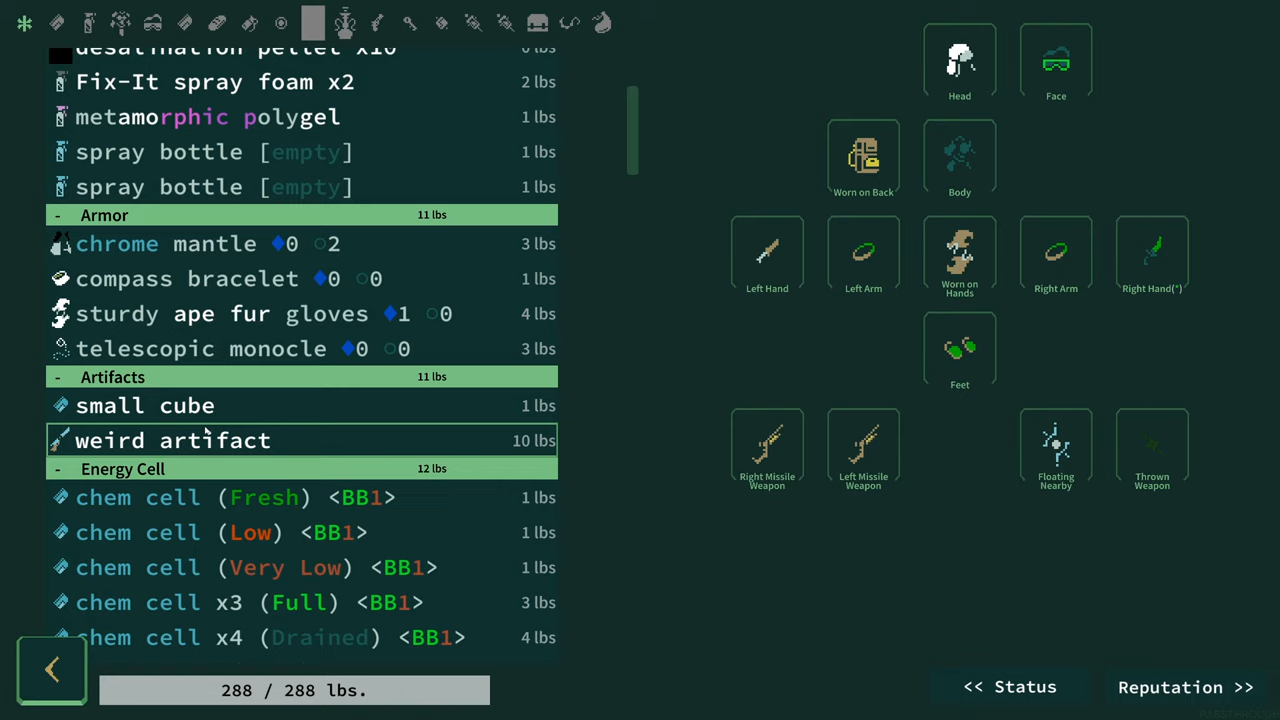 desalination pellet x10 0 lbs
Fix-It spray foam x2 2 lbs
metamorphic polygel 1 lbs
spray bottle [empty] 1 lbs
spray bottle [empty] 1 lbs
- Armor 11 lbs
chrome mantle ◆0 ○2 3 lbs
compass bracelet ◆0 ○0 1 lbs
sturdy ape fur gloves ◆1 ○0 4 lbs
telescopic monocle ◆0 ○0 3 lbs
- Artifacts 11 lbs
small cube 1 lbs
weird artifact 10 lbs
- Energy Cell 12 lbs
chem cell (Fresh) <BB1> 1 lbs
chem cell (Low) <BB1> 1 lbs
chem cell (Very Low) <BB1> 1 lbs
chem cell x3 (Full) <BB1> 3 lbs
chem cell x4 (Drained) <BB1> 4 lbs
288 / 288 lbs.
Head Face
Worn on Back Body
Left Hand Left Arm Worn on Hands Right Arm Right Hand(*)
Feet
Right Missile Weapon Left Missile Weapon Floating Nearby Thrown Weapon
<< Status Reputation >>